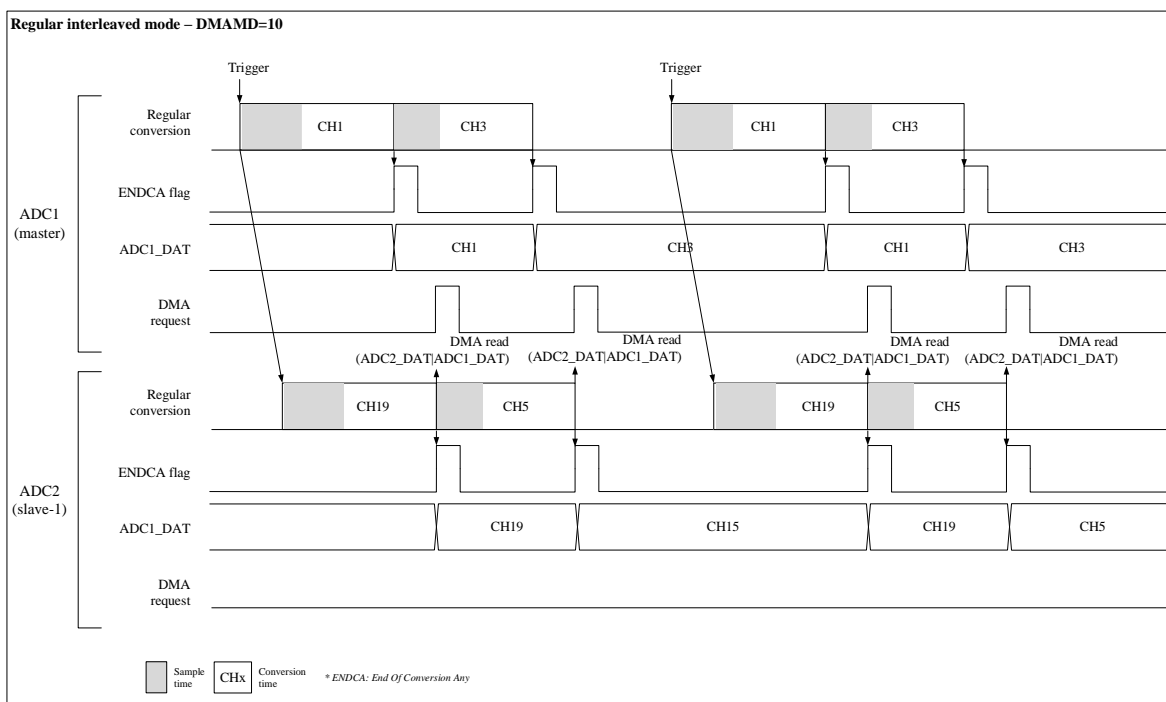 Regular interleaved mode – DMAMD=10
Trigger
Trigger
Regular
conversion
CH1
CH3
CH1
CH3
ENDCA flag
ADC1
(master)
ADC1_DAT
CH1
CH3
CH1
CH3
DMA
request
DMA read
(ADC2_DAT|ADC1_DAT)
DMA read
(ADC2_DAT|ADC1_DAT)
DMA read
(ADC2_DAT|ADC1_DAT)
DMA read
(ADC2_DAT|ADC1_DAT)
Regular
conversion
CH19
CH5
CH19
CH5
ENDCA flag
ADC2
(slave-1)
ADC1_DAT
CH19
CH15
CH19
CH5
DMA
request
Sample
time
CHx
Conversion
time
* ENDCA: End Of Conversion Any